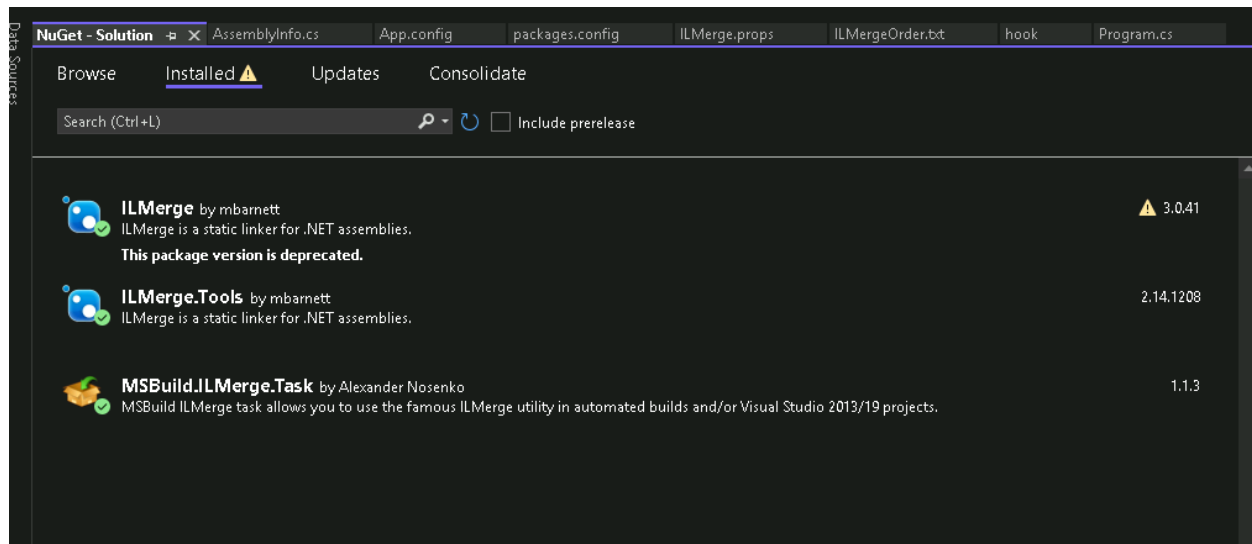 Data Sources
NuGet - Solution AssemblyInfo.cs App.config packages.config ILMerge.props ILMergeOrder.txt hook Program.cs
Browse Installed Updates Consolidate
Search (Ctrl+L) Include prerelease
ILMerge by mbarnett 3.0.41
ILMerge is a static linker for .NET assemblies.
This package version is deprecated.
ILMerge.Tools by mbarnett 2.14.1208
ILMerge is a static linker for .NET assemblies.
MSBuild.ILMerge.Task by Alexander Nosenko 1.1.3
MSBuild ILMerge task allows you to use the famous ILMerge utility in automated builds and/or Visual Studio 2013/19 projects.